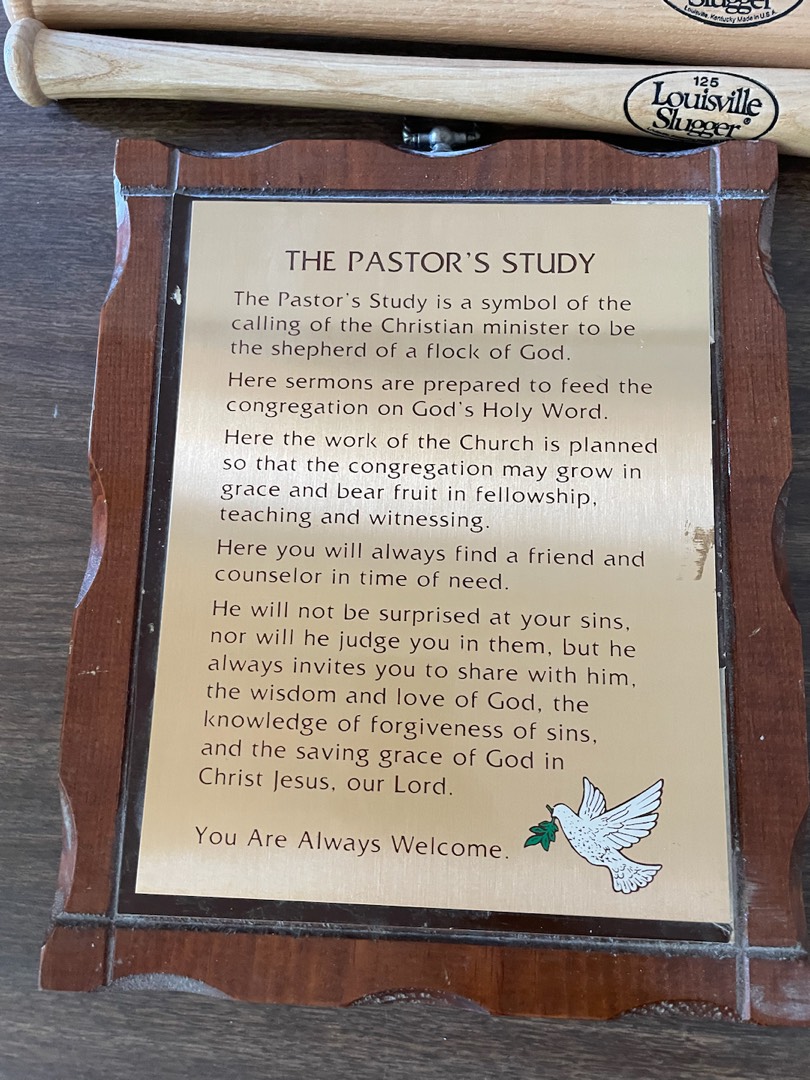 Slugger
Louisville, Kentucky Made in U.S.A.
125
Louisville
Slugger®
THE PASTOR'S STUDY
The Pastor's Study is a symbol of the
calling of the Christian minister to be
the shepherd of a flock of God.
Here sermons are prepared to feed the
congregation on God's Holy Word.
Here the work of the Church is planned
so that the congregation may grow in
grace and bear fruit in fellowship,
teaching and witnessing.
Here you will always find a friend and
counselor in time of need.
He will not be surprised at your sins,
nor will he judge you in them, but he
always invites you to share with him,
the wisdom and love of God, the
knowledge of forgiveness of sins,
and the saving grace of God in
Christ Jesus, our Lord.
You Are Always Welcome.